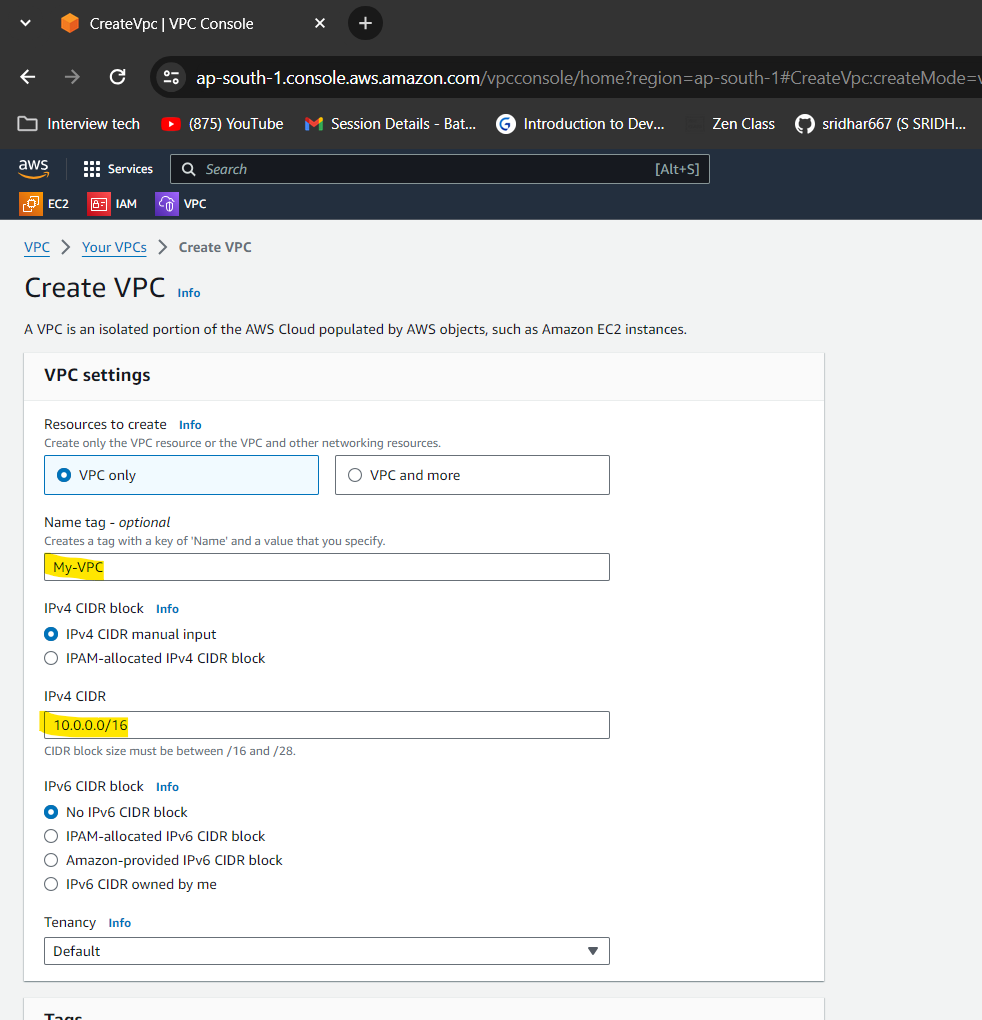 CreateVpc | VPC Console
ap-south-1.console.aws.amazon.com/vpcconsole/home?region=ap-south-1#CreateVpc:createMode=
Interview tech (875) YouTube Session Details - Bat... Introduction to Dev... Zen Class sridhar667 (S SRIDH...
aws Services Search [Alt+S]
EC2 IAM VPC
VPC > Your VPCs > Create VPC
Create VPC Info
A VPC is an isolated portion of the AWS Cloud populated by AWS objects, such as Amazon EC2 instances.
VPC settings
Resources to create Info
Create only the VPC resource or the VPC and other networking resources.
VPC only VPC and more
Name tag - optional
Creates a tag with a key of 'Name' and a value that you specify.
My-VPC
IPv4 CIDR block Info
IPv4 CIDR manual input
IPAM-allocated IPv4 CIDR block
IPv4 CIDR
10.0.0.0/16
CIDR block size must be between /16 and /28.
IPv6 CIDR block Info
No IPv6 CIDR block
IPAM-allocated IPv6 CIDR block
Amazon-provided IPv6 CIDR block
IPv6 CIDR owned by me
Tenancy Info
Default
Tags